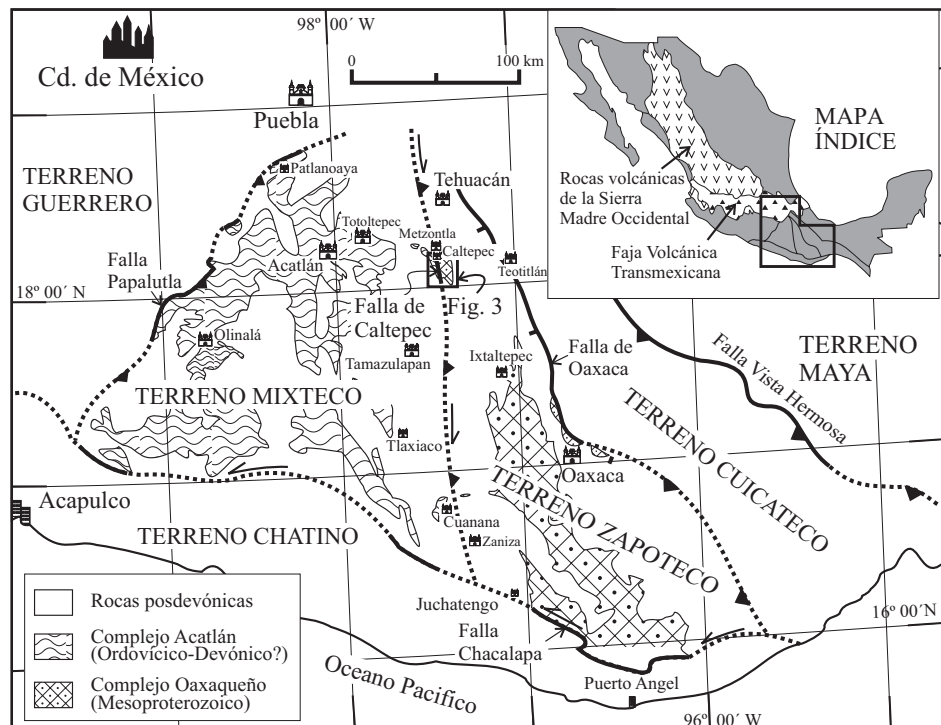 98º 00´ W
0
100 km
Cd. de México
Puebla
MAPA
ÍNDICE
Rocas volcánicas
de la Sierra
Madre Occidental
Faja Volcánica
Transmexicana
TERRENO
GUERRERO
Patlanoaya
Tehuacán
Totoltepec
Metzontla
Caltepec
Acatlán
Teotitlán
Falla
Papalutla
18º 00´ N
Falla de
Caltepec
Fig. 3
Olinalá
Tamazulapan
Ixtaltepec
Falla de
Oaxaca
Falla Vista Hermosa
TERRENO
MAYA
TERRENO MIXTECO
Tlaxiaco
Oaxaca
TERRENO CUICATECO
TERRENO ZAPOTECO
Acapulco
TERRENO CHATINO
Cuanana
Zaniza
Juchatengo
16º 00´ N
Falla
Chacalapa
Puerto Angel
Oceano Pacífico
96º 00´ W
Rocas posdevónicas
Complejo Acatlán
(Ordovícico-Devónico?)
Complejo Oaxaqueño
(Mesoproterozoico)